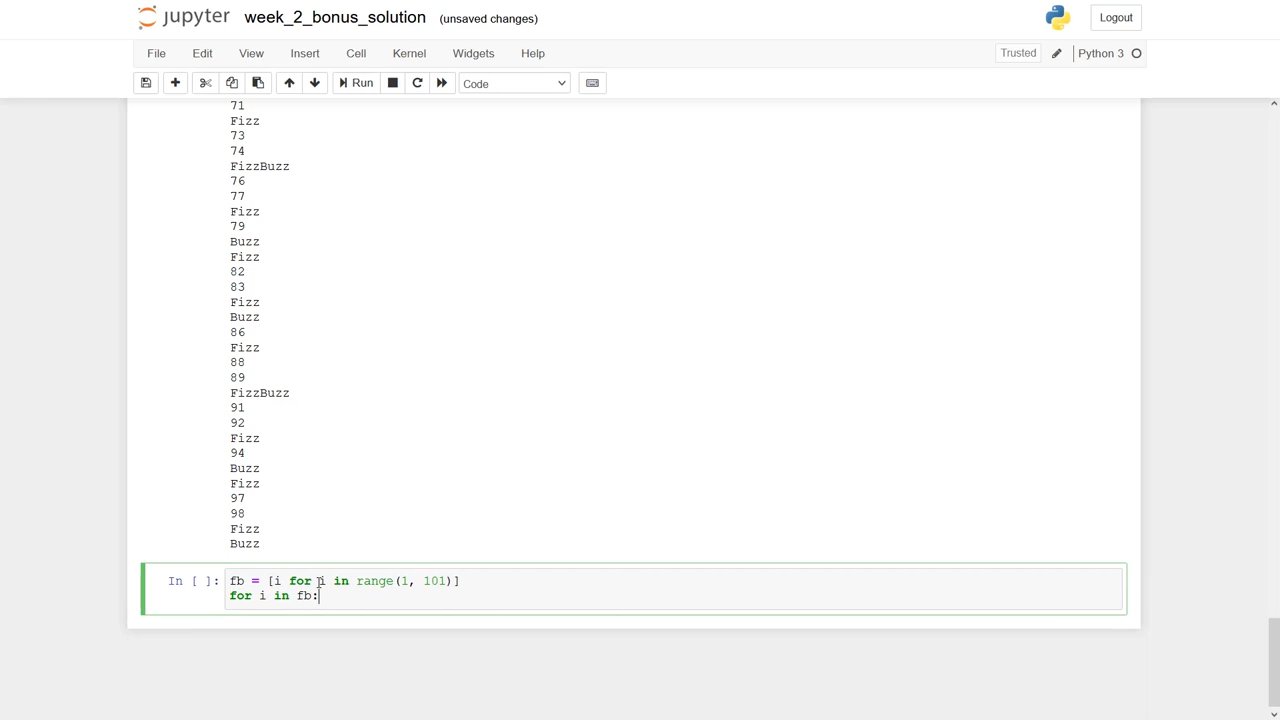 jupyter week_2_bonus_solution (unsaved changes) Logout
File Edit View Insert Cell Kernel Widgets Help Trusted Python 3
Run Code
71
Fizz
73
74
FizzBuzz
76
77
Fizz
79
Buzz
Fizz
82
83
Fizz
Buzz
86
Fizz
88
89
FizzBuzz
91
92
Fizz
94
Buzz
Fizz
97
98
Fizz
Buzz
In [ ]: fb = [i for i in range(1, 101)]
for i in fb: